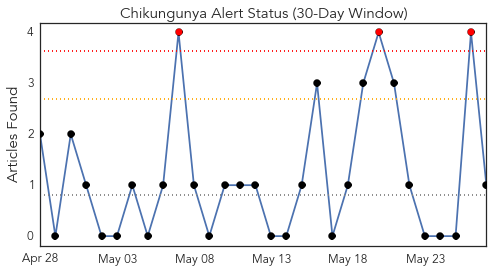 Chikungunya Alert Status (30-Day Window)
Articles Found
4
3
2
1
0
Apr 28
May 03
May 08
May 13
May 18
May 23